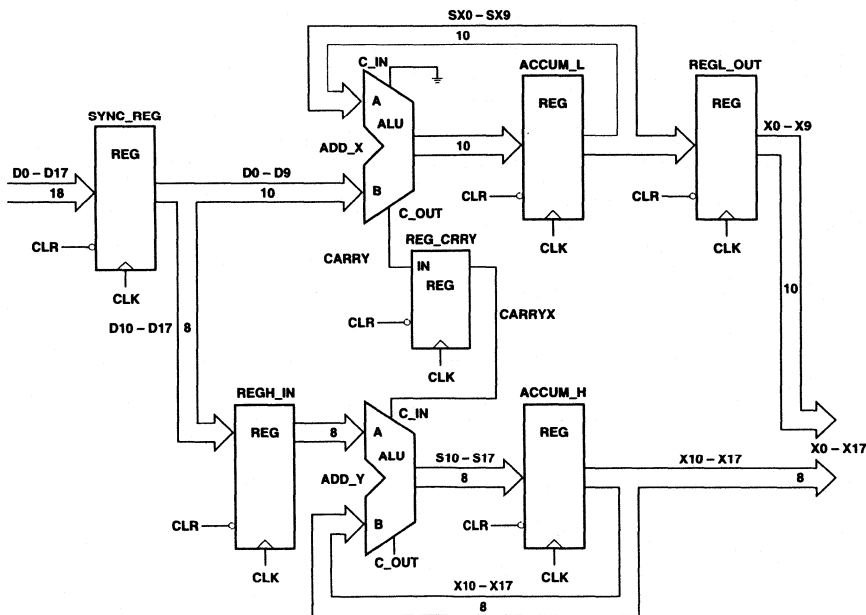 SX0 – SX9
10
C_IN
ACCUM_L
REGL_OUT
A
REG
REG
SYNC_REG
ALU
X0 – X9
REG
ADD_X
10
D0 – D17
D0 – D9
18
10
B
CLR
CLR
C_OUT
CLR
REG_CRRY
CLK
CLK
CARRY
IN
CLK
REG
10
CARRYX
D10 – D17
8
CLR
CLK
REGH_IN
ACCUM_H
C_IN
REG
8
A
REG
ALU
S10 – S17
X10 – X17
X0 – X17
ADD_Y
8
8
CLR
B
CLR
C_OUT
CLK
CLK
X10 – X17
8